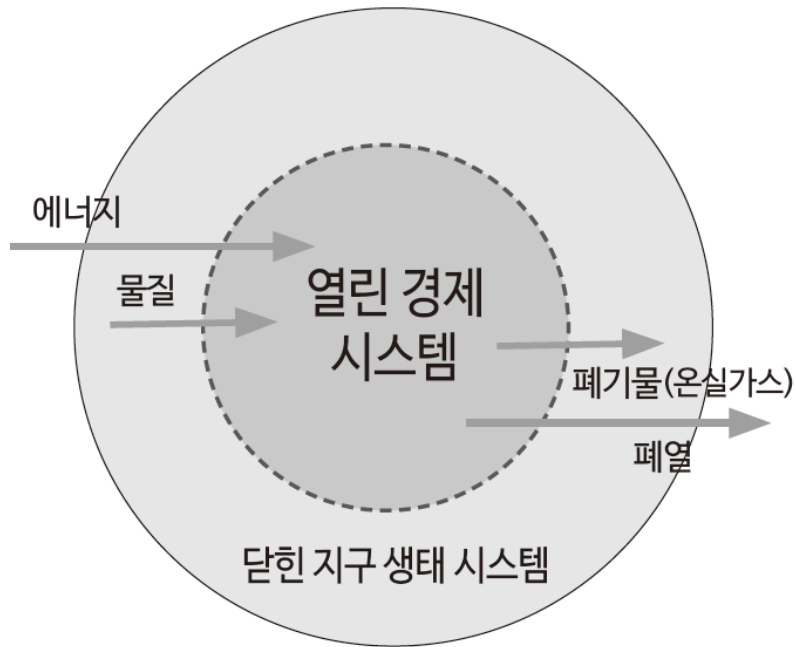 에너지
물질
열린 경제
시스템
폐기물(온실가스)
폐열
닫힌 지구 생태 시스템